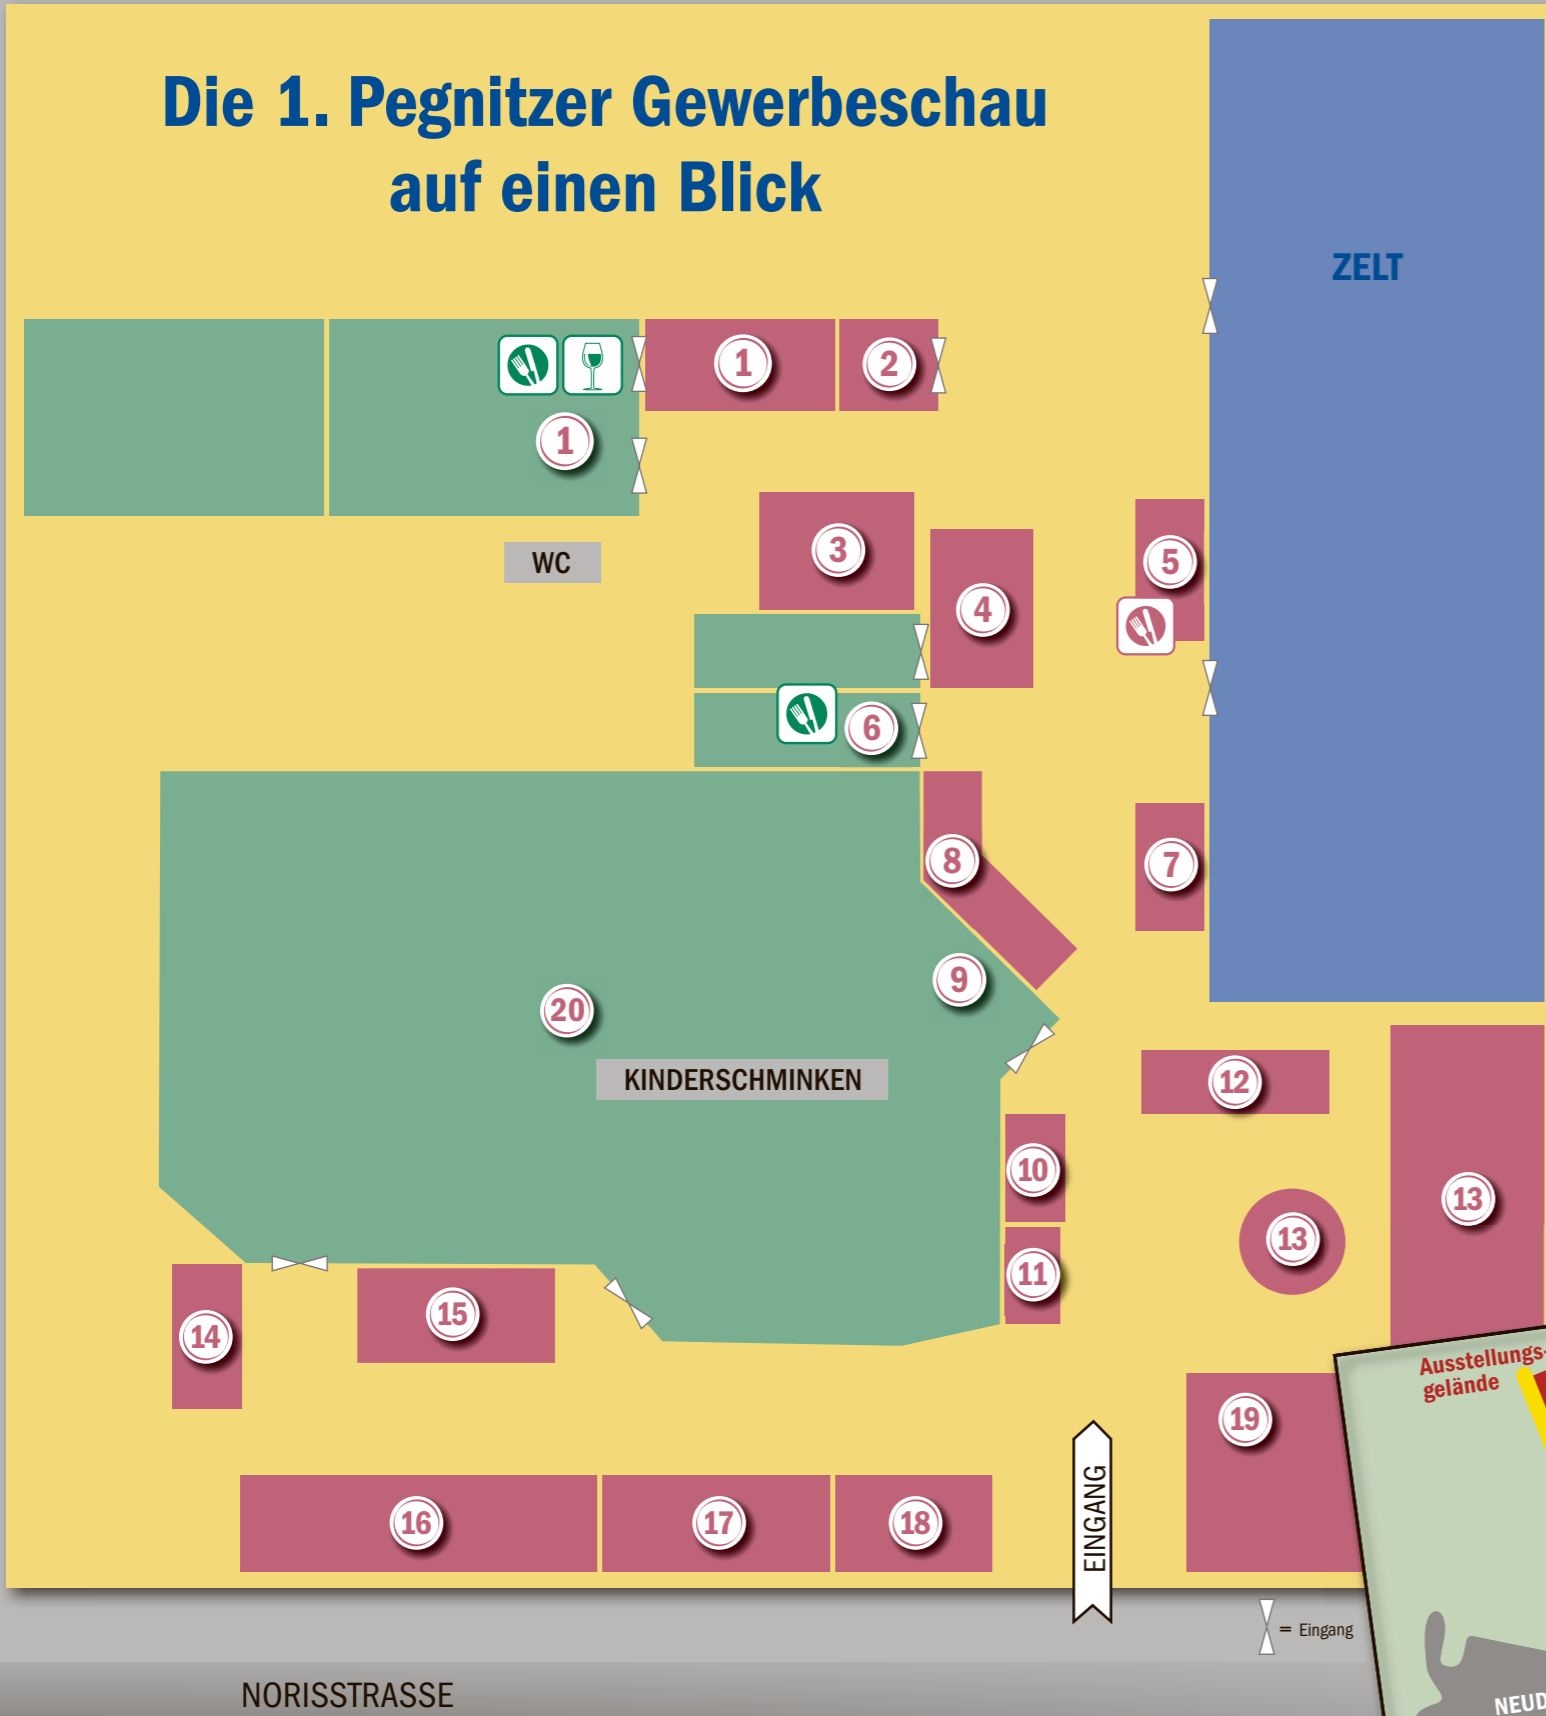 Die 1. Pegnitzer Gewerbeschau
auf einen Blick
ZELT
1
2
1
3
WC
5
4
6
8
7
9
20
KINDERSCHMINKEN
12
10
13
13
11
15
14
Ausstellungs-
gelände
19
EINGANG
16
17
18
= Eingang
NORISSTRASSE
NEUD